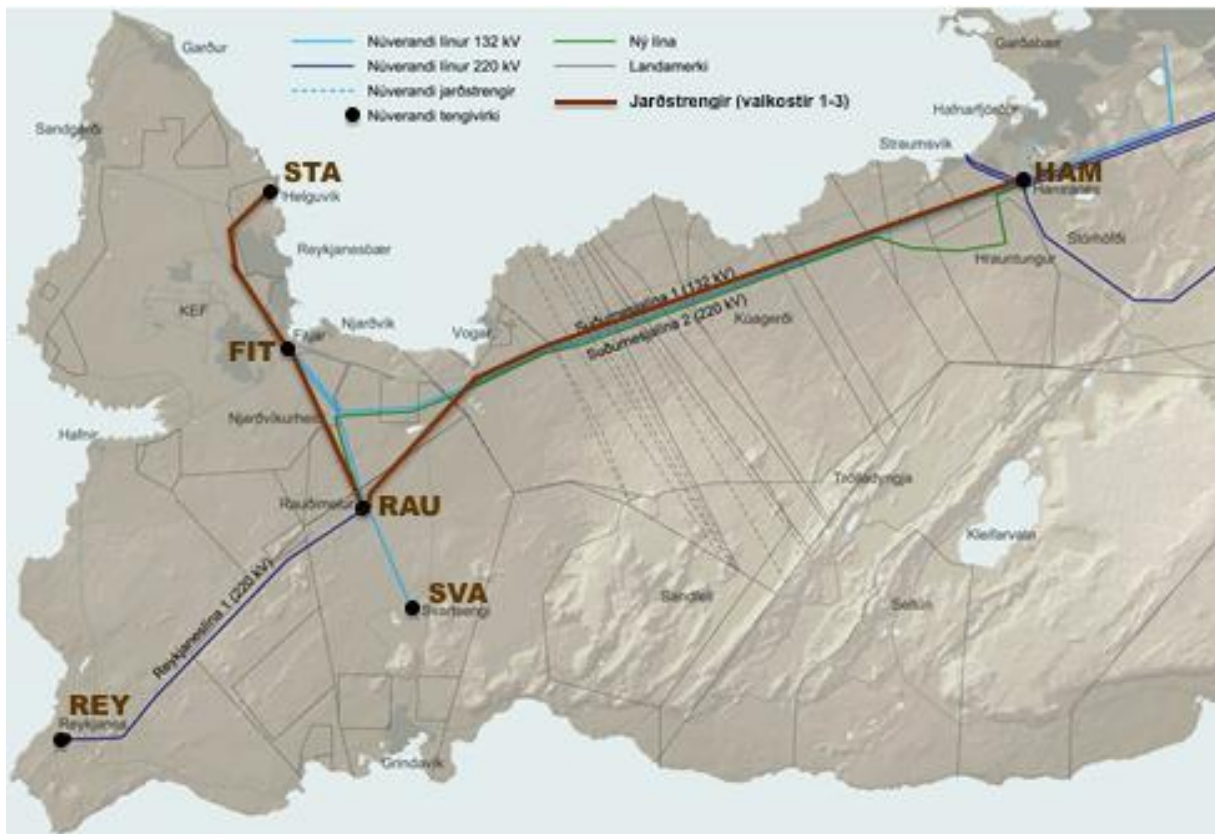 Garður
Núverandi línur 132 kV
Núverandi línur 220 kV
Núverandi jarðstrengir
Núverandi tengivirki
Ný lína
Landamerki
Jarðstrengir (valkostir 1-3)
Garðabær
Hafnarfjörður
Sandgerði
Straumsvík
STA
Helguvík
HAM
Hamranes
Stórhöfði
Hrauntungur
Reykjanesbær
KEF
Njarðvík
Vogar
FIT
Fitjar
Suðurnesjalína 1 (132 kV)
Suðurnesjalína 2 (220 kV)
Kúagerði
Njarðvíkurheiði
Hafnir
Rauðimelur
RAU
Trölladyngja
Kleifarvatn
SVA
Svartsengi
Sandfell
Seltún
Reykjaneslína 1 (220 kV)
REY
Reykjanes
Grindavík